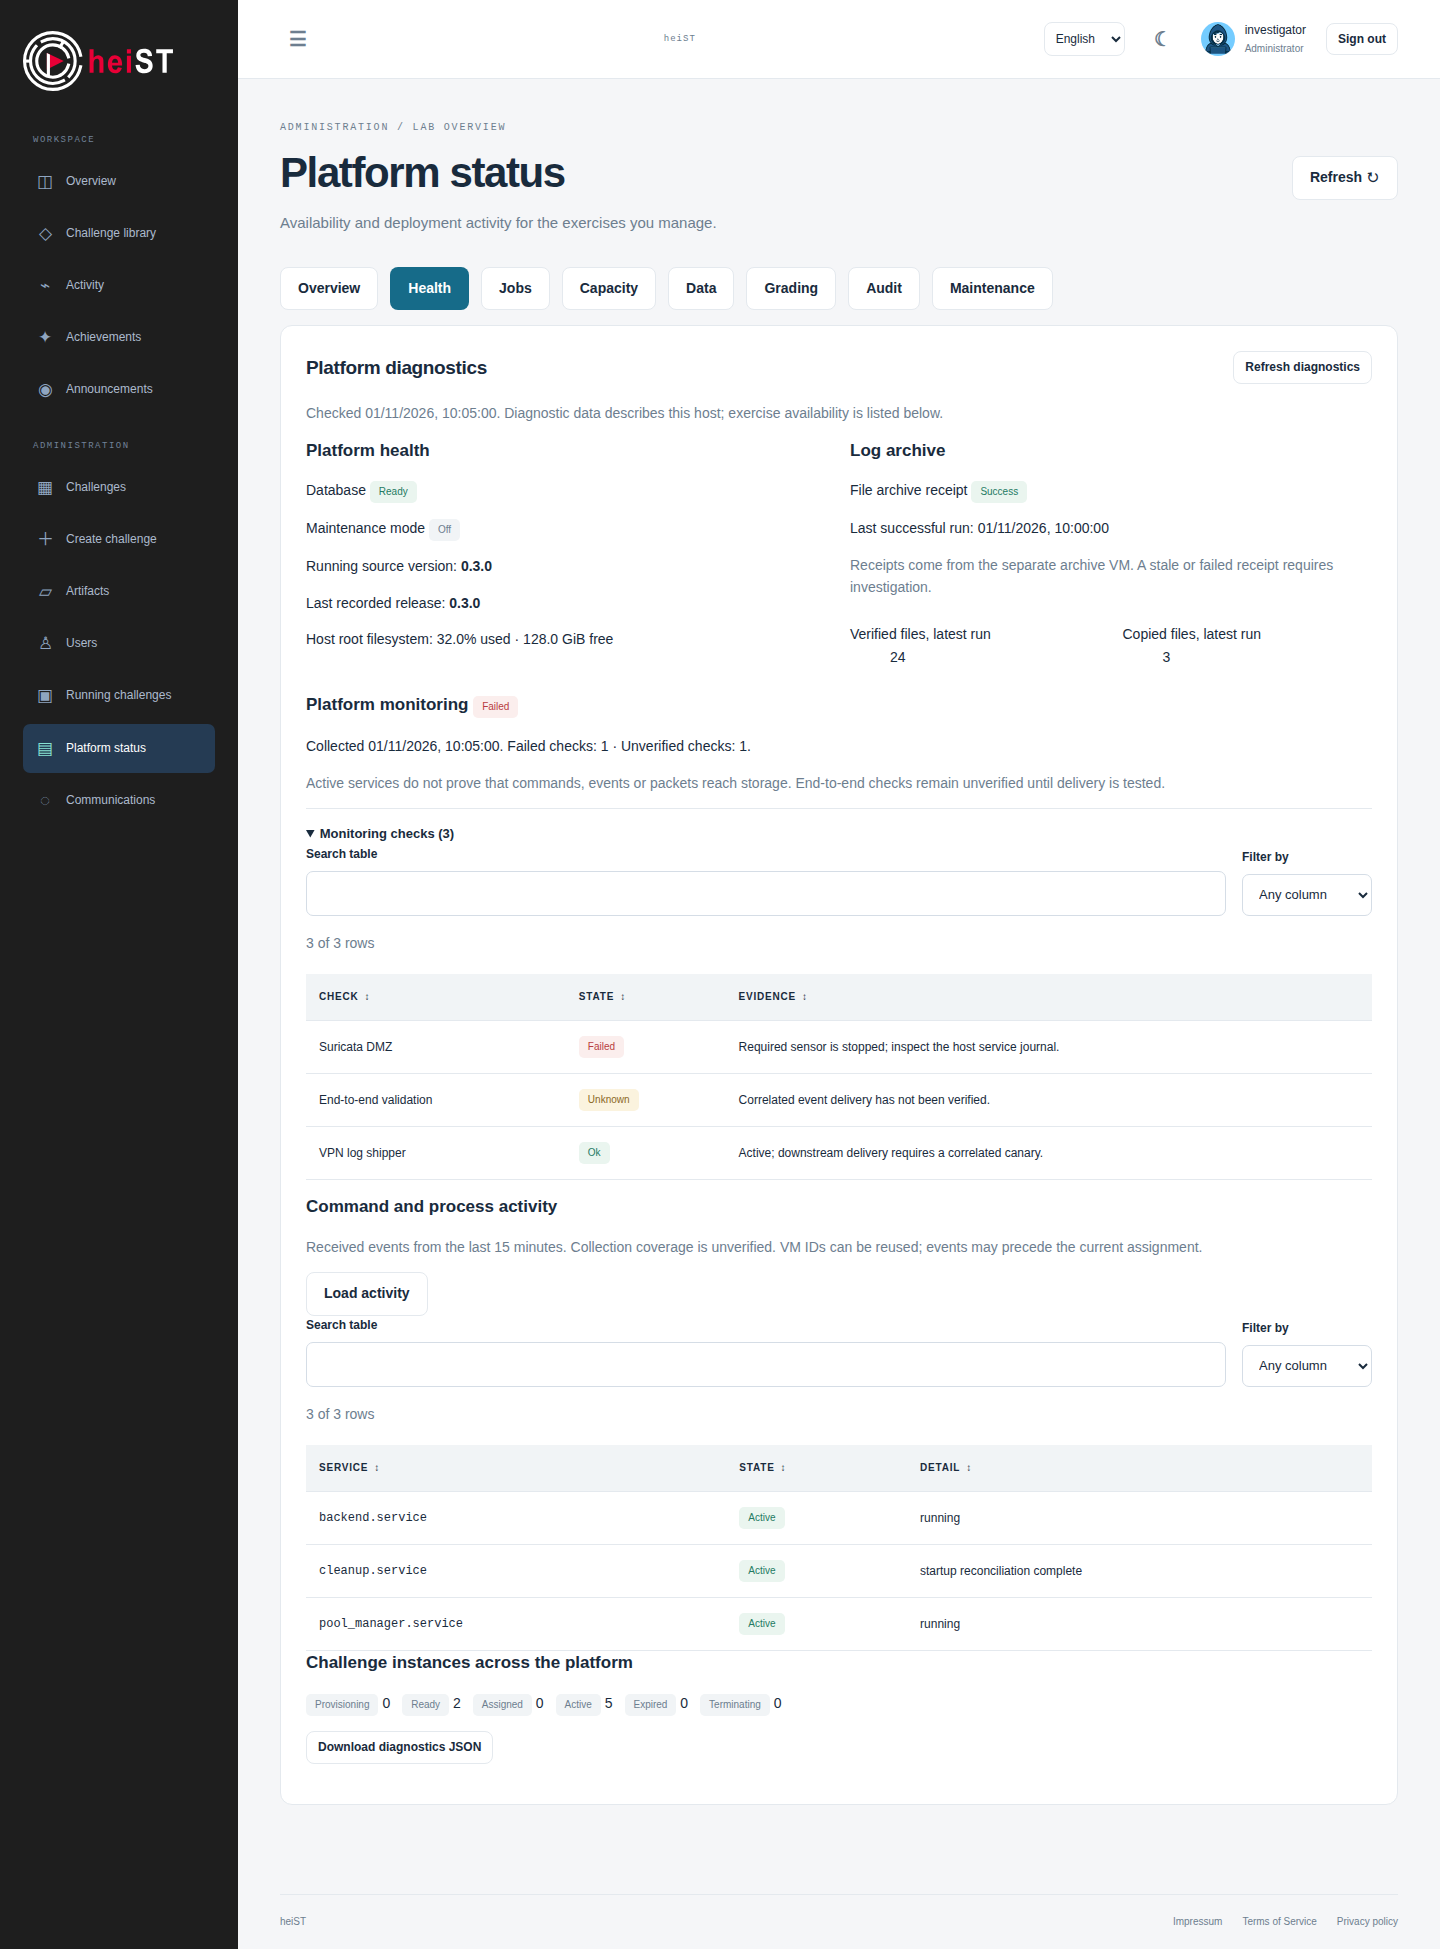 heiST
WORKSPACE
Overview
Challenge library
Activity
Achievements
Announcements
ADMINISTRATION
Challenges
Create challenge
Artifacts
Users
Running challenges
Platform status
Communications
heiST
English
investigator
Administrator
Sign out
ADMINISTRATION / LAB OVERVIEW
Platform status
Refresh ↻
Availability and deployment activity for the exercises you manage.
Overview Health Jobs Capacity Data Grading Audit Maintenance
Platform diagnostics
Refresh diagnostics
Checked 01/11/2026, 10:05:00. Diagnostic data describes this host; exercise availability is listed below.
Platform health
Database Ready
Maintenance mode Off
Running source version: 0.3.0
Last recorded release: 0.3.0
Host root filesystem: 32.0% used · 128.0 GiB free
Log archive
File archive receipt Success
Last successful run: 01/11/2026, 10:00:00
Receipts come from the separate archive VM. A stale or failed receipt requires
investigation.
Verified files, latest run Copied files, latest run
24 3
Platform monitoring Failed
Collected 01/11/2026, 10:05:00. Failed checks: 1 · Unverified checks: 1.
Active services do not prove that commands, events or packets reach storage. End-to-end checks remain unverified until delivery is tested.
▼ Monitoring checks (3)
Search table Filter by
Any column
3 of 3 rows
CHECK ↕ STATE ↕ EVIDENCE ↕
Suricata DMZ Failed Required sensor is stopped; inspect the host service journal.
End-to-end validation Unknown Correlated event delivery has not been verified.
VPN log shipper Ok Active; downstream delivery requires a correlated canary.
Command and process activity
Received events from the last 15 minutes. Collection coverage is unverified. VM IDs can be reused; events may precede the current assignment.
Load activity
Search table Filter by
Any column
3 of 3 rows
SERVICE ↕ STATE ↕ DETAIL ↕
backend.service Active running
cleanup.service Active startup reconciliation complete
pool_manager.service Active running
Challenge instances across the platform
Provisioning 0 Ready 2 Assigned 0 Active 5 Expired 0 Terminating 0
Download diagnostics JSON
heiST
Impressum Terms of Service Privacy policy